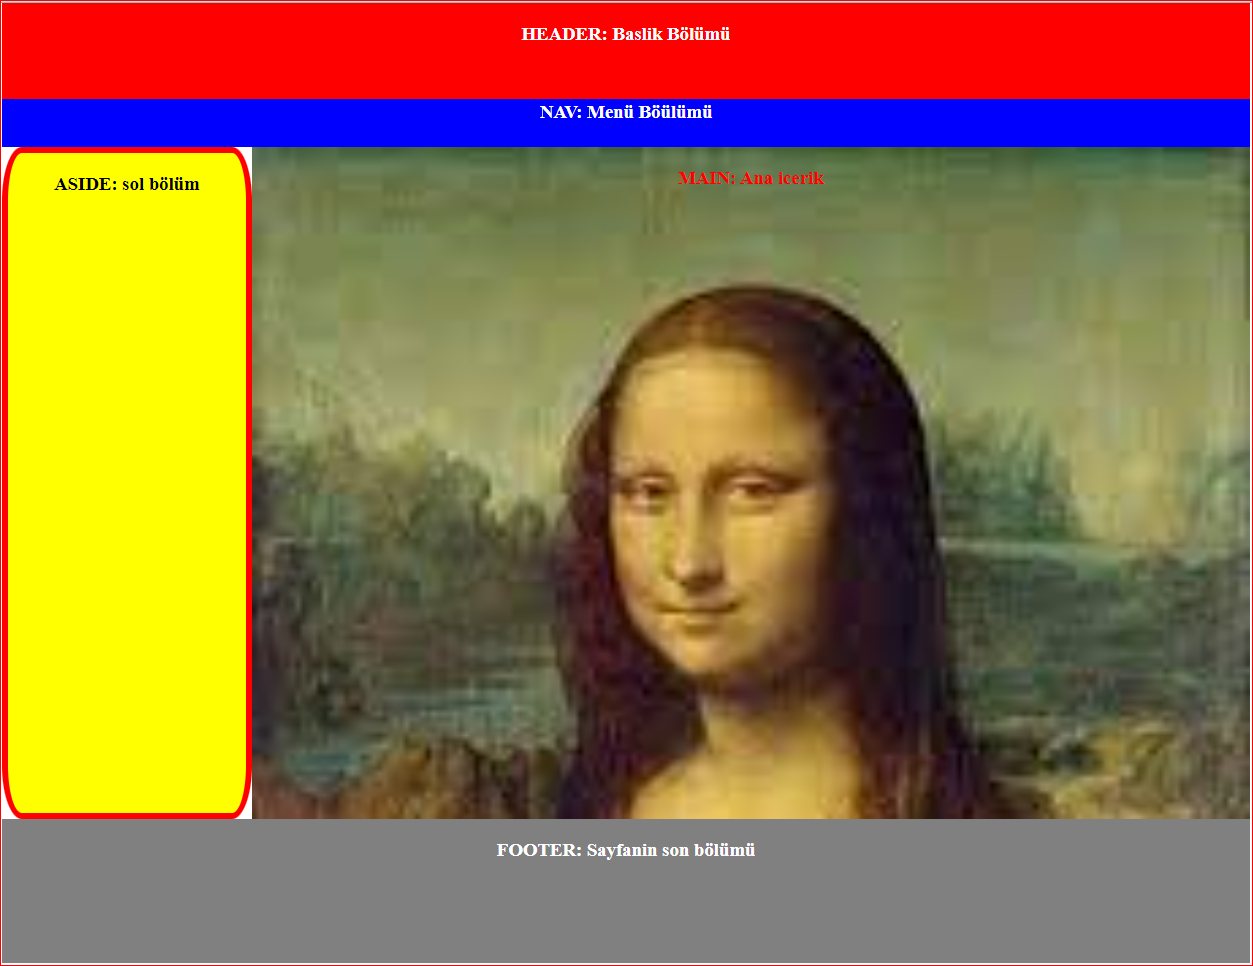 HEADER: Baslik Bölümü
NAV: Menü Böülümü
ASIDE: sol bölüm
MAIN: Ana icerik
FOOTER: Sayfanin son bölümü